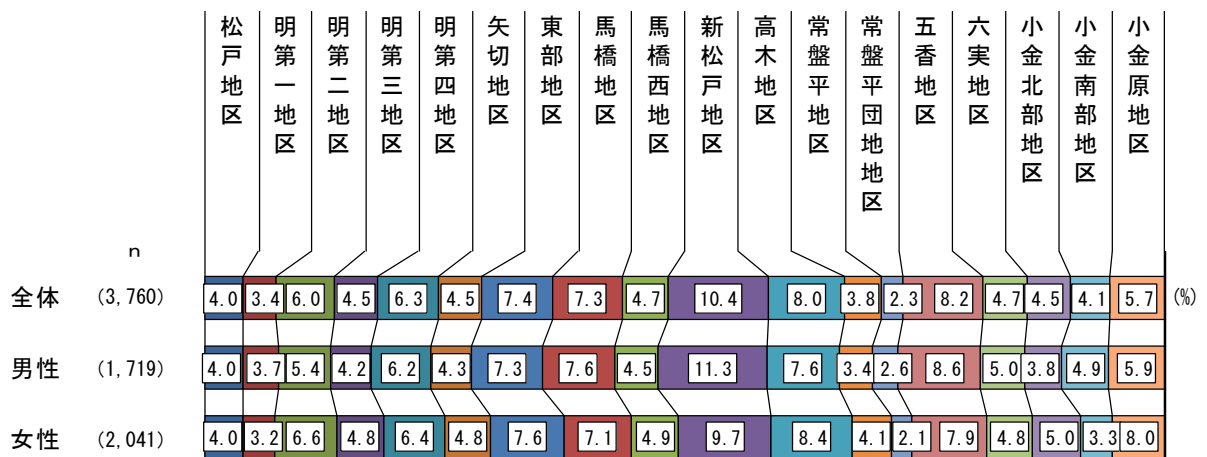 松戸地区
明第一地区
明第二地区
明第三地区
明第四地区
矢切地区
東部地区
馬橋地区
馬橋西地区
新松戸地区
高木地区
常盤平地区
常盤平団地地区
五香地区
六実地区
小金北部地区
小金南部地区
小金原地区
n
全体 (3,760) 4.0 3.4 6.0 4.5 6.3 4.5 7.4 7.3 4.7 10.4 8.0 3.8 2.3 8.2 4.7 4.5 4.1 5.7 (%)
男性 (1,719) 4.0 3.7 5.4 4.2 6.2 4.3 7.3 7.6 4.5 11.3 7.6 3.4 2.6 8.6 5.0 3.8 4.9 5.9
女性 (2,041) 4.0 3.2 6.6 4.8 6.4 4.8 7.6 7.1 4.9 9.7 8.4 4.1 2.1 7.9 4.8 5.0 3.3 8.0